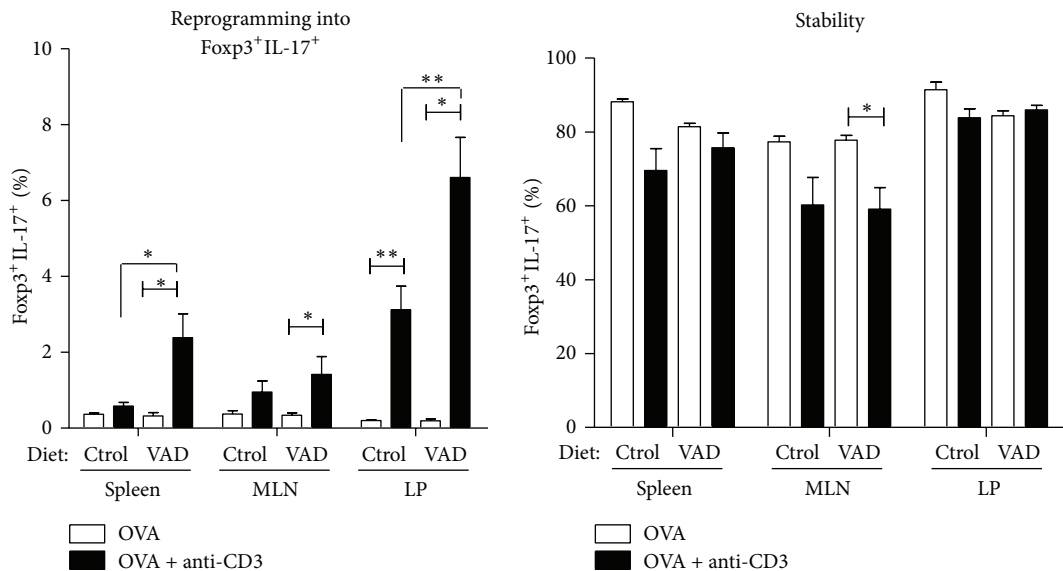 Reprogramming into
Foxp3⁺IL-17⁺
Foxp3⁺IL-17⁺ (%)
10
8
6
4
2
0
*
*
*
**
**
*
Diet: Ctrol VAD Ctrol VAD Ctrol VAD
Spleen MLN LP
OVA
OVA + anti-CD3
Stability
Foxp3⁺IL-17⁺ (%)
100
80
60
40
20
0
*
Diet: Ctrol VAD Ctrol VAD Ctrol VAD
Spleen MLN LP
OVA
OVA + anti-CD3